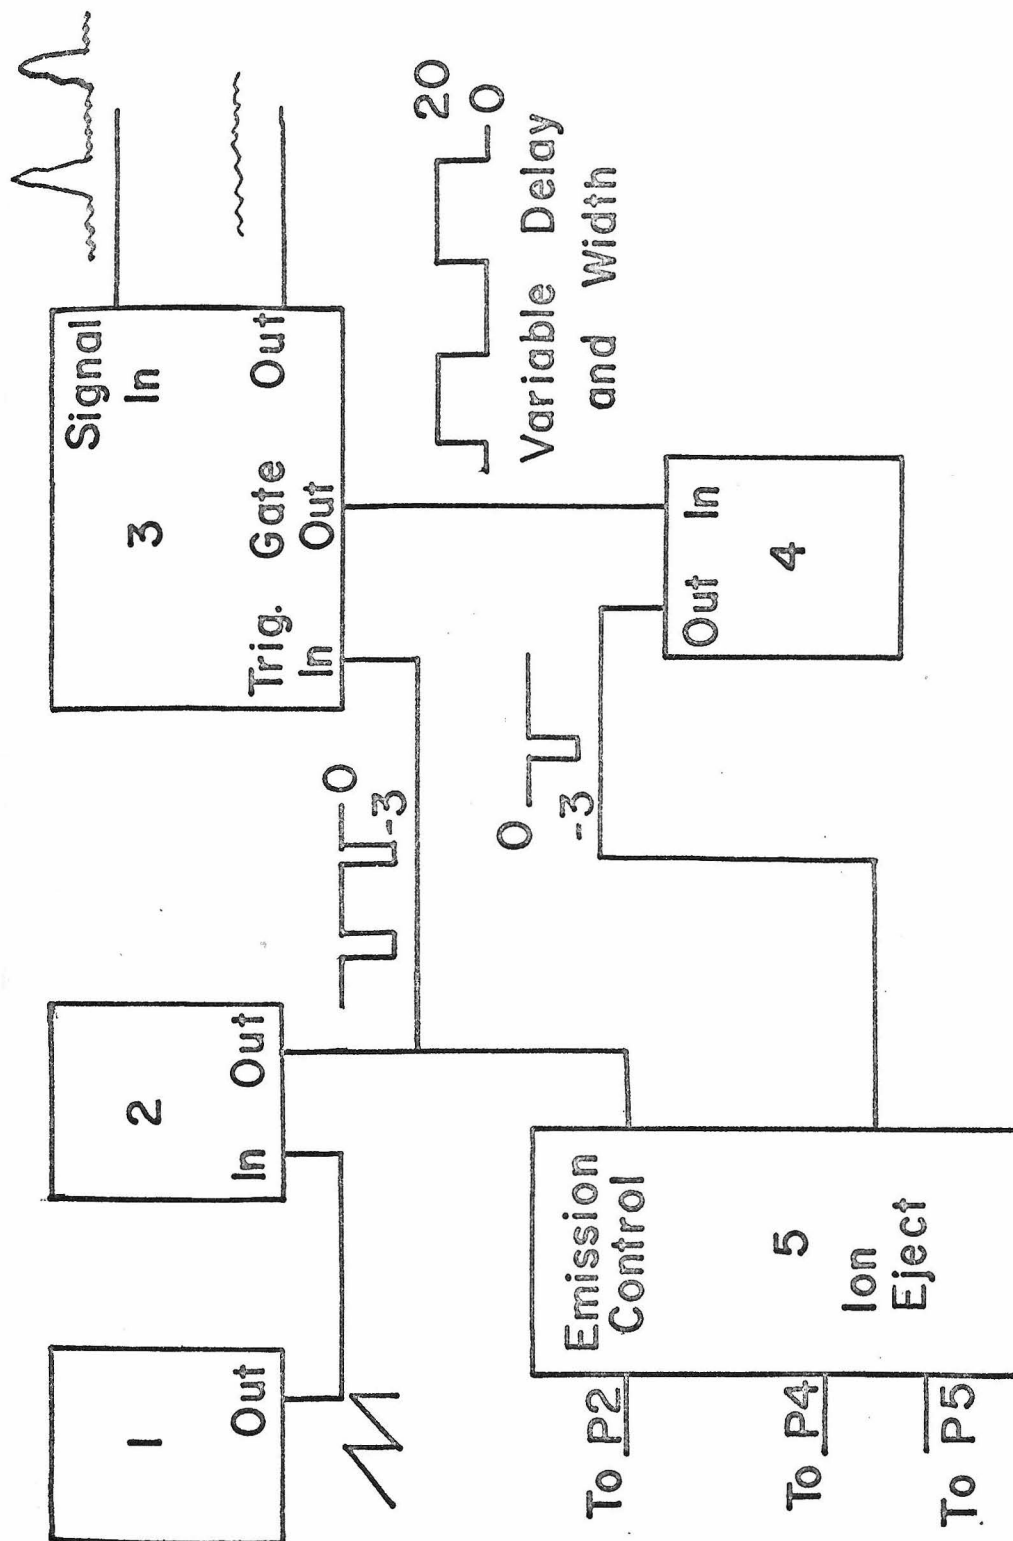 1
Out
2
In
Out
0
-3
3
Signal
In
Trig.
In
Gate
Out
Out
20
0
Variable Delay
and Width
4
Out
In
0
-3
Emission
Control
5
Ion
Eject
To P2
To P4
To P5